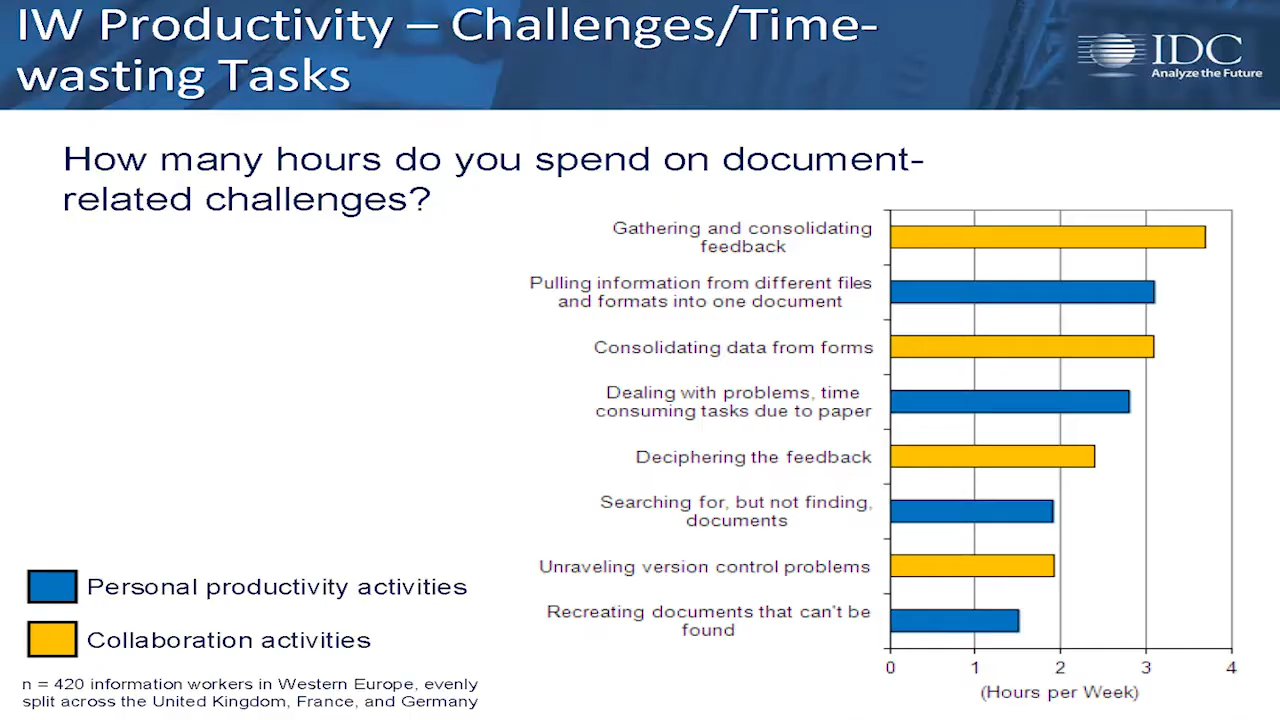 IW Productivity – Challenges/Time-
wasting Tasks
IDC
Analyze the Future
How many hours do you spend on document-
related challenges?
Gathering and consolidating
feedback
Pulling information from different files
and formats into one document
Consolidating data from forms
Dealing with problems, time
consuming tasks due to paper
Deciphering the feedback
Searching for, but not finding,
documents
Unraveling version control problems
Recreating documents that can't be
found
0 1 2 3 4
(Hours per Week)
Personal productivity activities
Collaboration activities
n = 420 information workers in Western Europe, evenly
split across the United Kingdom, France, and Germany